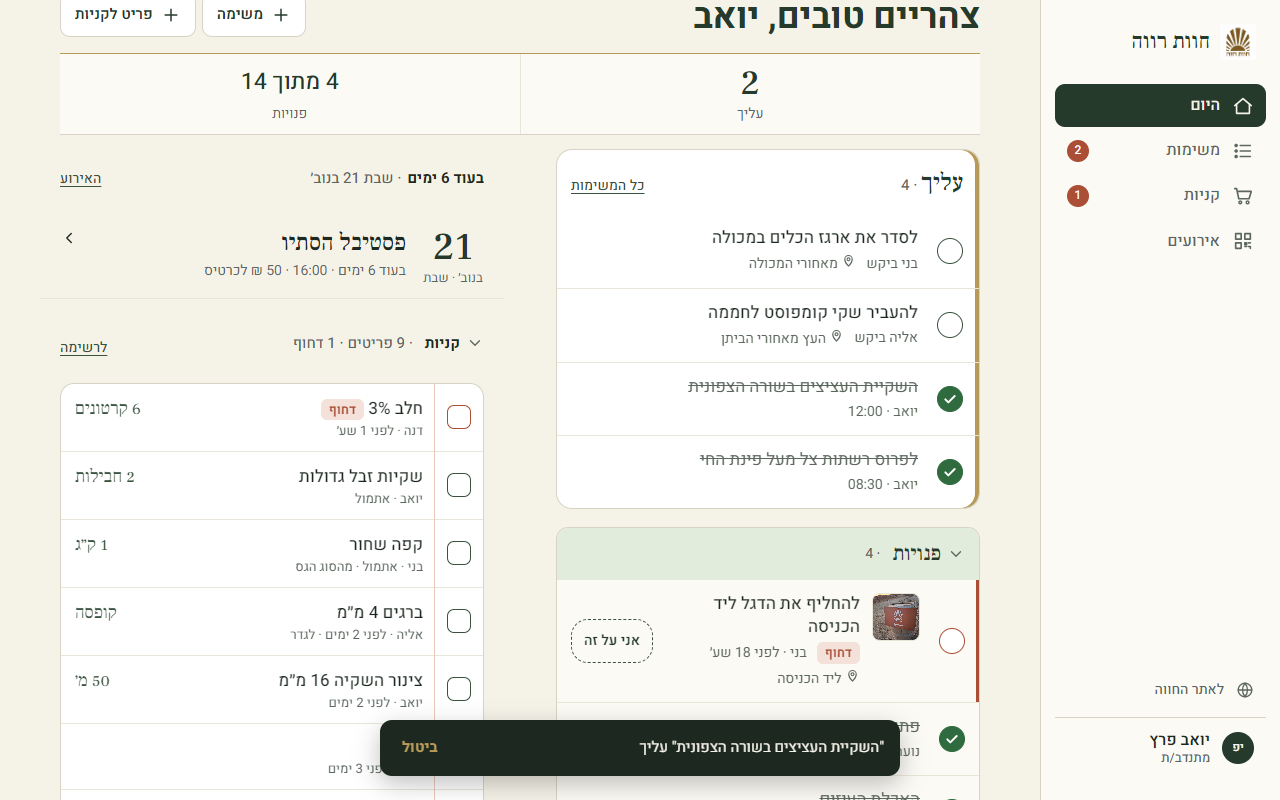 חוות רווה
היום
משימות 2
קניות 1
אירועים
לאתר החווה
יפ
יואב פרץ
מתנדב/ת
צהריים טובים, יואב
משימה
פריט לקניות
2
עליך
4 מתוך 14
פנויות
עליך · 4
כל המשימות
לסדר את ארגז הכלים במכולה
בני ביקש מאחורי המכולה
להעביר שקי קומפוסט לחממה
אליה ביקש העץ מאחורי הביתן
השקיית העציצים בשורה הצפונית
יואב · 12:00
לפרוס רשתות צל מעל פינת החי
יואב · 08:30
פנויות · 4
להחליף את הדגל ליד
הכניסה
דחוף בני · לפני 18 שע׳
ליד הכניסה
אני על זה
האכלת העיזים
בעוד 6 ימים · שבת 21 בנוב׳
האירוע
21
בנוב׳ · שבת
פסטיבל הסתיו
בעוד 6 ימים · 16:00 · 50 ₪ לכרטיס
קניות · 9 פריטים · 1 דחוף
לרשימה
חלב 3% דחוף
דנה · לפני 1 שע׳
6 קרטונים
שקיות זבל גדולות
יואב · אתמול
2 חבילות
קפה שחור
בני · אתמול · מהסוג הגס
1 ק״ג
ברגים 4 מ״מ
אליה · לפני 2 ימים · לגדר
קופסה
צינור השקיה 16 מ״מ
יואב · לפני 2 ימים
50 מ׳
לפני 3 ימים
"השקיית העציצים בשורה הצפונית" עליך
ביטול